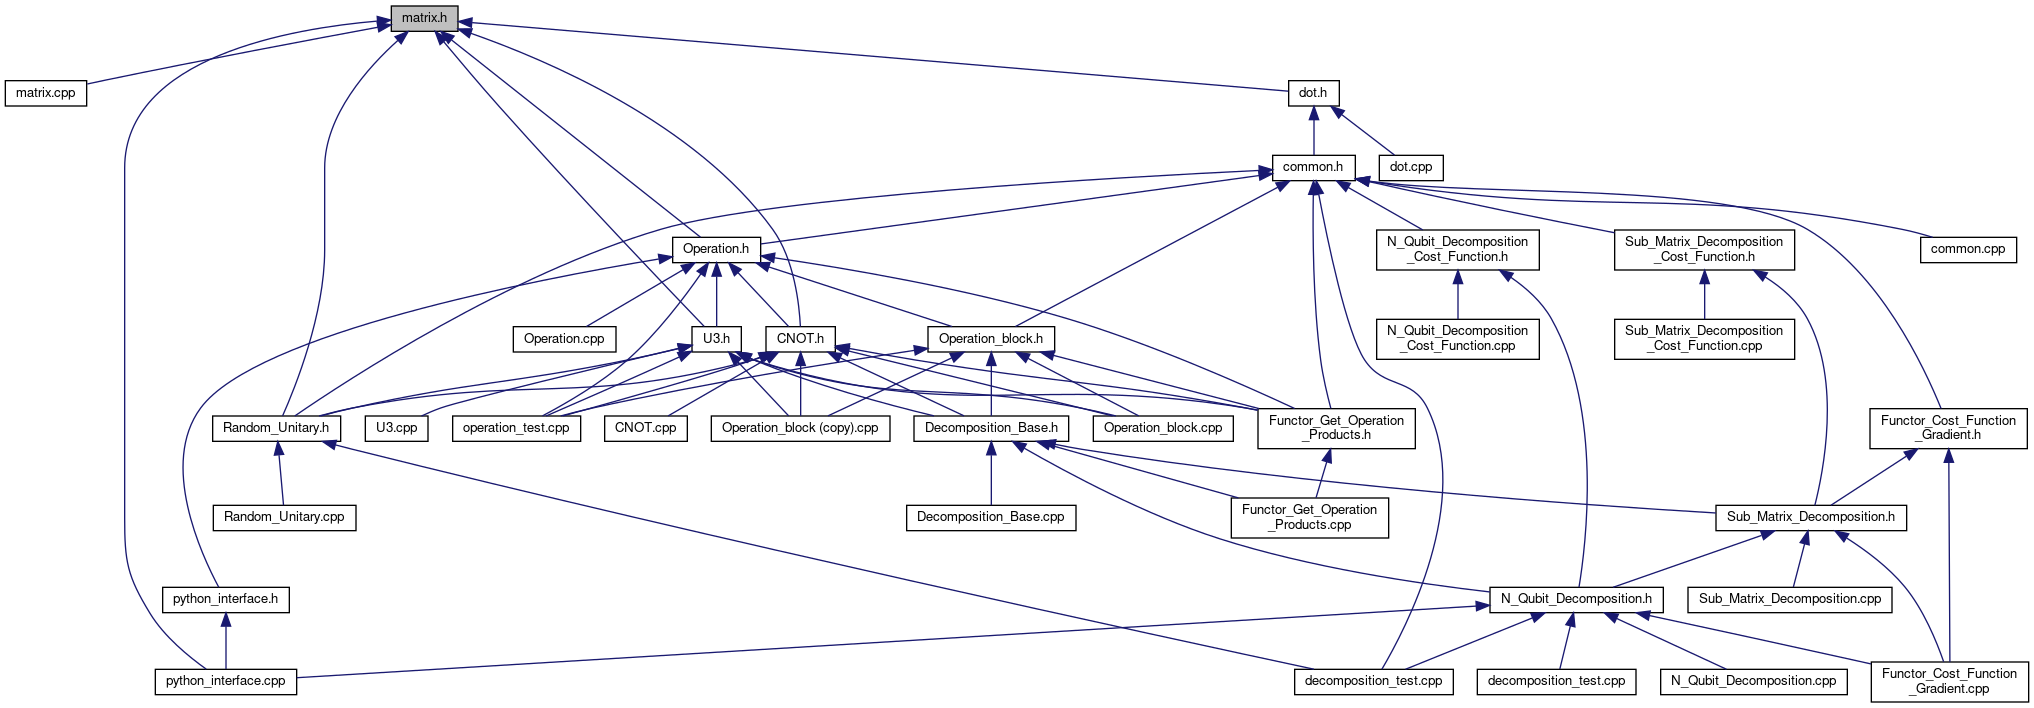 matrix.h
matrix.cpp
dot.h
common.h
dot.cpp
Operation.h
N_Qubit_Decomposition
_Cost_Function.h
Sub_Matrix_Decomposition
_Cost_Function.h
common.cpp
Operation.cpp
U3.h
CNOT.h
Operation_block.h
N_Qubit_Decomposition
_Cost_Function.cpp
Sub_Matrix_Decomposition
_Cost_Function.cpp
Random_Unitary.h
U3.cpp
operation_test.cpp
CNOT.cpp
Operation_block (copy).cpp
Decomposition_Base.h
Operation_block.cpp
Functor_Get_Operation
_Products.h
Functor_Cost_Function
_Gradient.h
Random_Unitary.cpp
Decomposition_Base.cpp
Functor_Get_Operation
_Products.cpp
Sub_Matrix_Decomposition.h
python_interface.h
N_Qubit_Decomposition.h
Sub_Matrix_Decomposition.cpp
python_interface.cpp
decomposition_test.cpp
decomposition_test.cpp
N_Qubit_Decomposition.cpp
Functor_Cost_Function
_Gradient.cpp